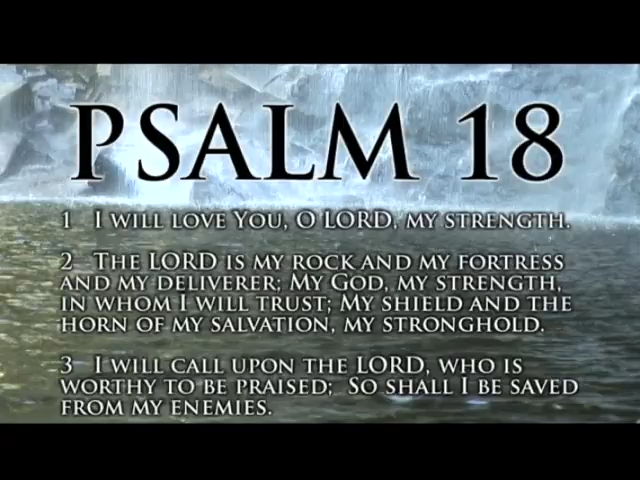 PSALM 18
1 I WILL LOVE YOU, O LORD, MY STRENGTH.
2 THE LORD IS MY ROCK AND MY FORTRESS
AND MY DELIVERER; MY GOD, MY STRENGTH,
IN WHOM I WILL TRUST; MY SHIELD AND THE
HORN OF MY SALVATION, MY STRONGHOLD.
3 I WILL CALL UPON THE LORD, WHO IS
WORTHY TO BE PRAISED; SO SHALL I BE SAVED
FROM MY ENEMIES.